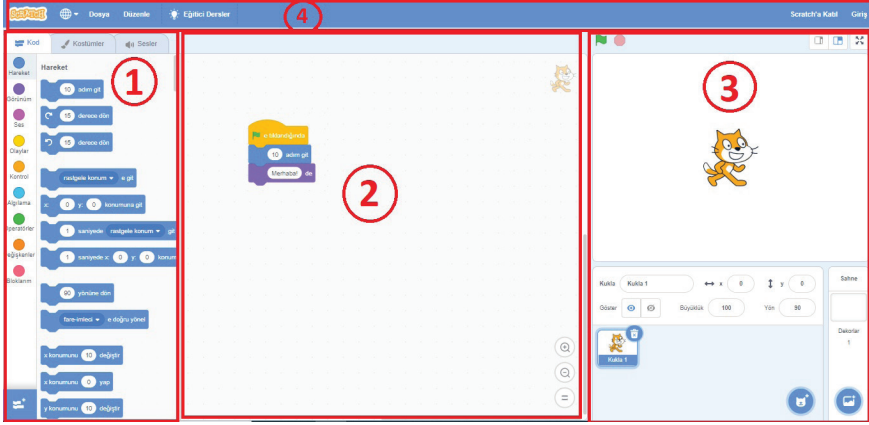 SCRATCH Dosya Düzenle Eğitici Dersler 4 Scratch'a Katıl Giriş
Kod Kostümler Sesler
Hareket
Görünüm
Ses
Olaylar
Kontrol
Algılama
Operatörler
eğişkenler
Bloklarım
Hareket
1
10 adım git
15 derece dön
15 derece dön
rastgele konum e git
x: 0 y: 0 konumuna git
1 saniyede rastgele konum git
1 saniyede x: 0 y: 0 konum
90 yönüne dön
fare-imleci e doğru yönel
x konumunu 10 değiştir
x konumunu 0 yap
y konumunu 10 değiştir
e tıklandığında
10 adım git
Merhaba! de
2
3
Kukla Kukla 1 x 0 y 0
Göster Büyüklük 100 Yön 90
Kukla 1
Sahne
Dekorlar
1